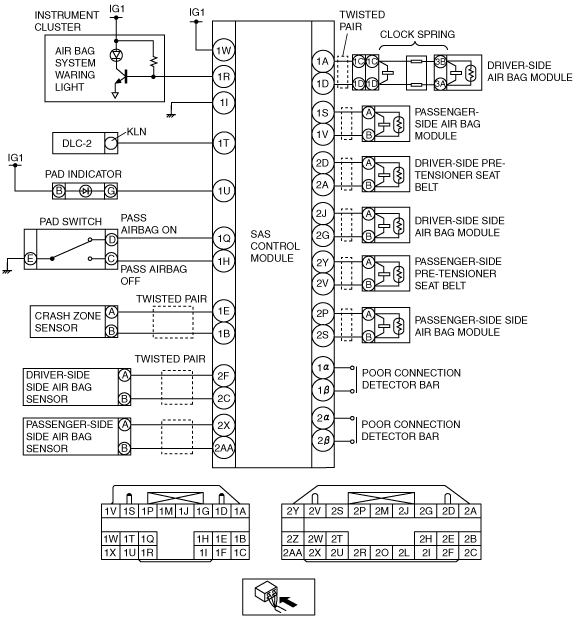 INSTRUMENT
CLUSTER
IG1
IG1
AIR BAG
SYSTEM
WARING
LIGHT
1W
1R
1I
DLC-2
KLN
1T
IG1
PAD INDICATOR
B
G
1U
PAD SWITCH
PASS
AIRBAG ON
E
D
C
1Q
1H
PASS AIRBAG
OFF
CRASH ZONE
SENSOR
A
B
TWISTED PAIR
1E
1B
DRIVER-SIDE
SIDE AIR BAG
SENSOR
A
B
TWISTED PAIR
2F
2C
PASSENGER-SIDE
SIDE AIR BAG
SENSOR
A
B
2X
2AA
SAS
CONTROL
MODULE
TWISTED
PAIR
CLOCK SPRING
1A
1C
1C
3B
1D
1D
1D
3A
DRIVER-SIDE
AIR BAG MODULE
1S
A
1V
B
PASSENGER-
SIDE AIR BAG
MODULE
2D
A
2A
B
DRIVER-SIDE PRE-
TENSIONER SEAT
BELT
2J
A
2G
B
DRIVER-SIDE SIDE
AIR BAG MODULE
2Y
A
2V
B
PASSENGER-SIDE
PRE-TENSIONER
SEAT BELT
2P
A
2S
B
PASSENGER-SIDE SIDE
AIR BAG MODULE
1α
1β
POOR CONNECTION
DETECTOR BAR
2α
2β
POOR CONNECTION
DETECTOR BAR
1V 1S 1P 1M 1J 1G 1D 1A
1W 1T 1Q 1H 1E 1B
1X 1U 1R 1I 1F 1C
2Y 2V 2S 2P 2M 2J 2G 2D 2A
2Z 2W 2T 2H 2E 2B
2AA 2X 2U 2R 2O 2L 2I 2F 2C